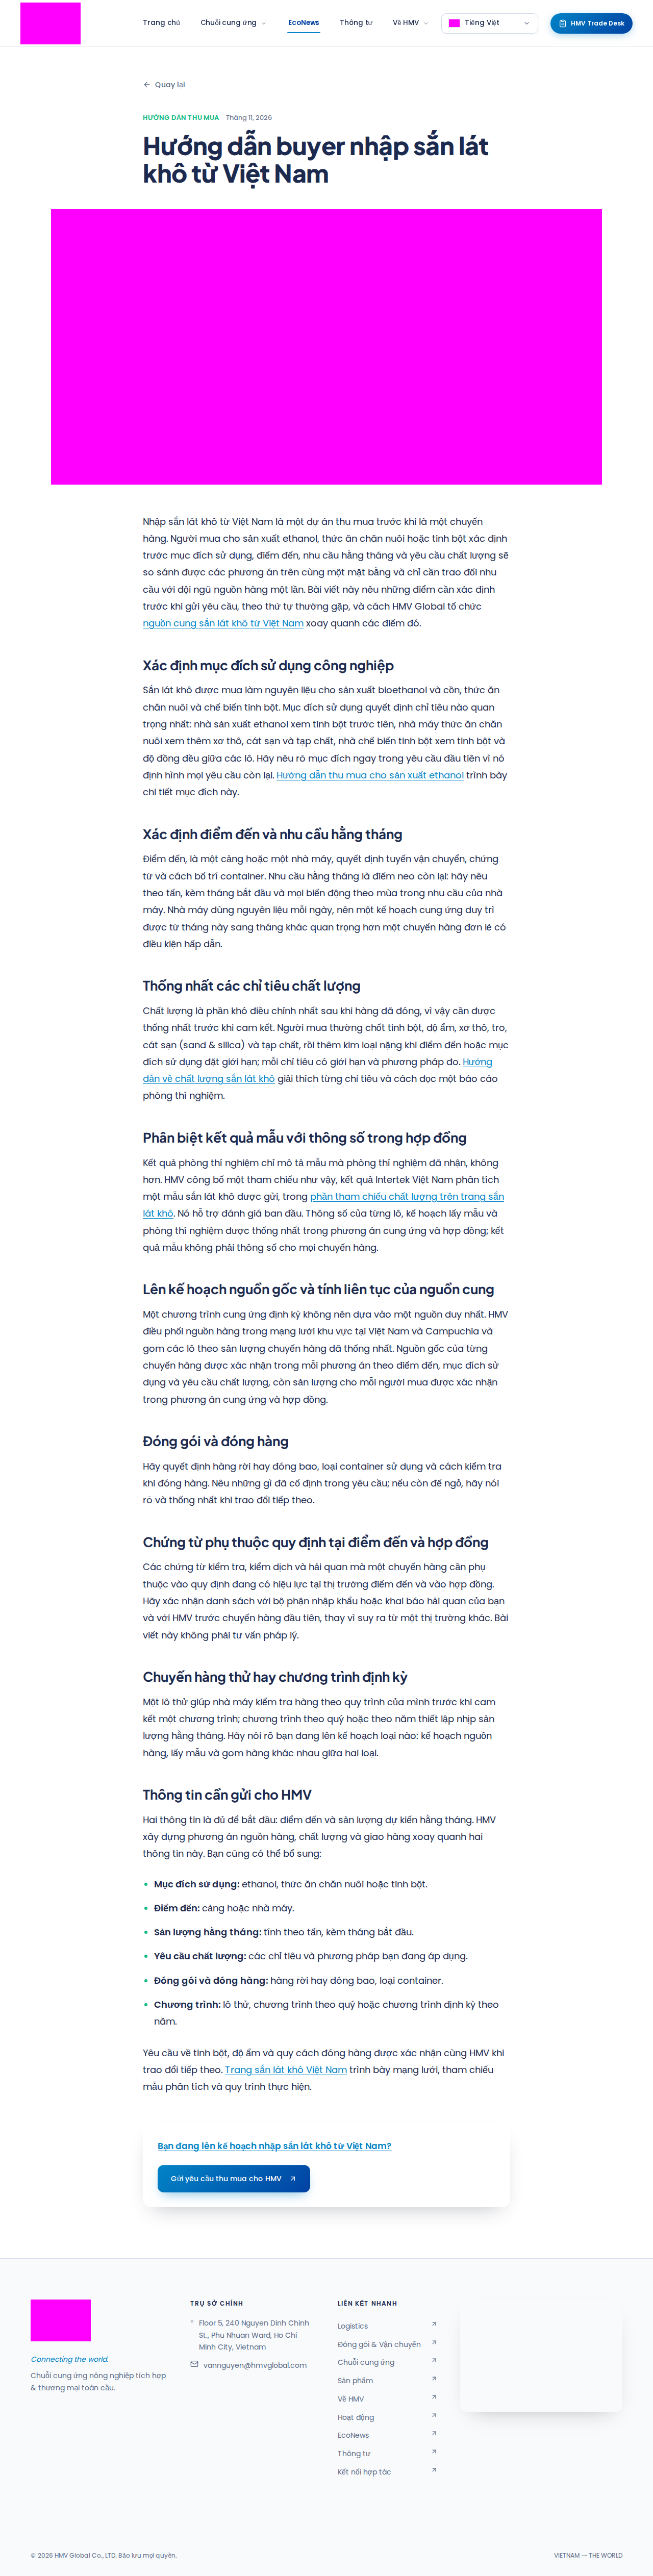 Trang chủ
Chuỗi cung ứng
EcoNews
Thông tư
Về HMV
Tiếng Việt
HMV Trade Desk
Quay lại
HƯỚNG DẪN THU MUA
Tháng 11, 2026
Hướng dẫn buyer nhập sắn lát
khô từ Việt Nam
Nhập sắn lát khô từ Việt Nam là một dự án thu mua trước khi là một chuyến
hàng. Người mua cho sản xuất ethanol, thức ăn chăn nuôi hoặc tinh bột xác định
trước mục đích sử dụng, điểm đến, nhu cầu hằng tháng và yêu cầu chất lượng sẽ
so sánh được các phương án trên cùng một mặt bằng và chỉ cần trao đổi nhu
cầu với đội ngũ nguồn hàng một lần. Bài viết này nêu những điểm cần xác định
trước khi gửi yêu cầu, theo thứ tự thường gặp, và cách HMV Global tổ chức
nguồn cung sắn lát khô từ Việt Nam xoay quanh các điểm đó.
Xác định mục đích sử dụng công nghiệp
Sắn lát khô được mua làm nguyên liệu cho sản xuất bioethanol và cồn, thức ăn
chăn nuôi và chế biến tinh bột. Mục đích sử dụng quyết định chỉ tiêu nào quan
trọng nhất: nhà sản xuất ethanol xem tinh bột trước tiên, nhà máy thức ăn chăn
nuôi xem thêm xơ thô, cát sạn và tạp chất, nhà chế biến tinh bột xem tinh bột và
độ đồng đều giữa các lô. Hãy nêu rõ mục đích ngay trong yêu cầu đầu tiên vì nó
định hình mọi yêu cầu còn lại. Hướng dẫn thu mua cho sản xuất ethanol trình bày
chi tiết mục đích này.
Xác định điểm đến và nhu cầu hằng tháng
Điểm đến, là một cảng hoặc một nhà máy, quyết định tuyến vận chuyển, chứng
từ và cách bố trí container. Nhu cầu hằng tháng là điểm neo còn lại: hãy nêu
theo tấn, kèm tháng bắt đầu và mọi biến động theo mùa trong nhu cầu của nhà
máy. Nhà máy dùng nguyên liệu mỗi ngày, nên một kế hoạch cung ứng duy trì
được từ tháng này sang tháng khác quan trọng hơn một chuyến hàng đơn lẻ có
điều kiện hấp dẫn.
Thống nhất các chỉ tiêu chất lượng
Chất lượng là phần khó điều chỉnh nhất sau khi hàng đã đóng, vì vậy cần được
thống nhất trước khi cam kết. Người mua thường chốt tinh bột, độ ẩm, xơ thô, tro,
cát sạn (sand & silica) và tạp chất, rồi thêm kim loại nặng khi điểm đến hoặc mục
đích sử dụng đặt giới hạn; mỗi chỉ tiêu có giới hạn và phương pháp đo. Hướng
dẫn về chất lượng sắn lát khô giải thích từng chỉ tiêu và cách đọc một báo cáo
phòng thí nghiệm.
Phân biệt kết quả mẫu với thông số trong hợp đồng
Kết quả phòng thí nghiệm chỉ mô tả mẫu mà phòng thí nghiệm đã nhận, không
hơn. HMV công bố một tham chiếu như vậy, kết quả Intertek Việt Nam phân tích
một mẫu sắn lát khô được gửi, trong phần tham chiếu chất lượng trên trang sắn
lát khô. Nó hỗ trợ đánh giá ban đầu. Thông số của từng lô, kế hoạch lấy mẫu và
phòng thí nghiệm được thống nhất trong phương án cung ứng và hợp đồng; kết
quả mẫu không phải thông số cho mọi chuyến hàng.
Lên kế hoạch nguồn gốc và tính liên tục của nguồn cung
Một chương trình cung ứng định kỳ không nên dựa vào một nguồn duy nhất. HMV
điều phối nguồn hàng trong mạng lưới khu vực tại Việt Nam và Campuchia và
gom các lô theo sản lượng chuyến hàng đã thống nhất. Nguồn gốc của từng
chuyến hàng được xác nhận trong mỗi phương án theo điểm đến, mục đích sử
dụng và yêu cầu chất lượng, còn sản lượng cho mỗi người mua được xác nhận
trong phương án cung ứng và hợp đồng.
Đóng gói và đóng hàng
Hãy quyết định hàng rời hay đóng bao, loại container sử dụng và cách kiểm tra
khi đóng hàng. Nêu những gì đã cố định trong yêu cầu; nếu còn để ngỏ, hãy nói
rõ và thống nhất khi trao đổi tiếp theo.
Chứng từ phụ thuộc quy định tại điểm đến và hợp đồng
Các chứng từ kiểm tra, kiểm dịch và hải quan mà một chuyến hàng cần phụ
thuộc vào quy định đang có hiệu lực tại thị trường điểm đến và vào hợp đồng.
Hãy xác nhận danh sách với bộ phận nhập khẩu hoặc khai báo hải quan của bạn
và với HMV trước chuyến hàng đầu tiên, thay vì suy ra từ một thị trường khác. Bài
viết này không phải tư vấn pháp lý.
Chuyến hàng thử hay chương trình định kỳ
Một lô thử giúp nhà máy kiểm tra hàng theo quy trình của mình trước khi cam
kết một chương trình; chương trình theo quý hoặc theo năm thiết lập nhịp sản
lượng hằng tháng. Hãy nói rõ bạn đang lên kế hoạch loại nào: kế hoạch nguồn
hàng, lấy mẫu và gom hàng khác nhau giữa hai loại.
Thông tin cần gửi cho HMV
Hai thông tin là đủ để bắt đầu: điểm đến và sản lượng dự kiến hằng tháng. HMV
xây dựng phương án nguồn hàng, chất lượng và giao hàng xoay quanh hai
thông tin này. Bạn cũng có thể bổ sung:
Mục đích sử dụng: ethanol, thức ăn chăn nuôi hoặc tinh bột.
Điểm đến: cảng hoặc nhà máy.
Sản lượng hằng tháng: tính theo tấn, kèm tháng bắt đầu.
Yêu cầu chất lượng: các chỉ tiêu và phương pháp bạn đang áp dụng.
Đóng gói và đóng hàng: hàng rời hay đóng bao, loại container.
Chương trình: lô thử, chương trình theo quý hoặc chương trình định kỳ theo
năm.
Yêu cầu về tinh bột, độ ẩm và quy cách đóng hàng được xác nhận cùng HMV khi
trao đổi tiếp theo. Trang sắn lát khô Việt Nam trình bày mạng lưới, tham chiếu
mẫu phân tích và quy trình thực hiện.
Bạn đang lên kế hoạch nhập sắn lát khô từ Việt Nam?
Gửi yêu cầu thu mua cho HMV
Connecting the world.
Chuỗi cung ứng nông nghiệp tích hợp
& thương mại toàn cầu.
TRỤ SỞ CHÍNH
Floor 5, 240 Nguyen Dinh Chinh
St., Phu Nhuan Ward, Ho Chi
Minh City, Vietnam
vannguyen@hmvglobal.com
LIÊN KẾT NHANH
Logistics
Đóng gói & Vận chuyển
Chuỗi cung ứng
Sản phẩm
Về HMV
Hoạt động
EcoNews
Thông tư
Kết nối hợp tác
© 2026 HMV Global Co., LTD. Bảo lưu mọi quyền.
VIETNAM → THE WORLD